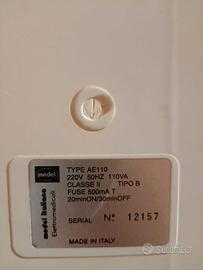 medel
medel italiana
Elettromedicali
TYPE AE110
220V 50HZ 110VA
CLASSE II TIPO B
FUSE 500mA T
20minON/30minOFF
SERIAL N° 12157
MADE IN ITALY
subito